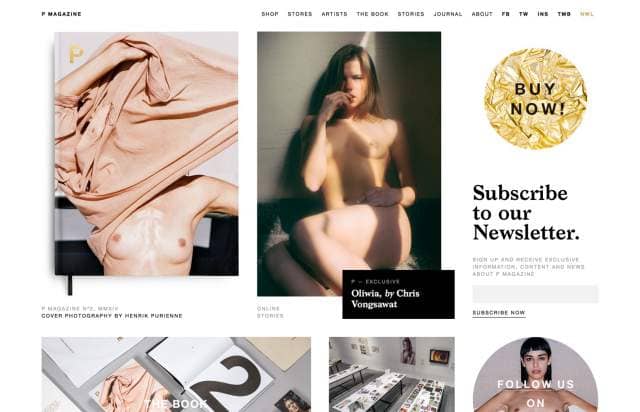 P MAGAZINE
SHOP STORES ARTISTS THE BOOK STORIES JOURNAL ABOUT FB TW INS TMB NWL
P
BUY
NOW!
Subscribe
to our
Newsletter.
SIGN UP AND RECEIVE EXCLUSIVE
INFORMATION, CONTENT AND NEWS
ABOUT P MAGAZINE
SUBSCRIBE NOW
P — EXCLUSIVE
Oliwia, by Chris
Vongsawat
P MAGAZINE Nº2, MMXIV
COVER PHOTOGRAPHY BY HENRIK PURIENNE
ONLINE
STORIES
2
THE BOOK
FOLLOW US
ON